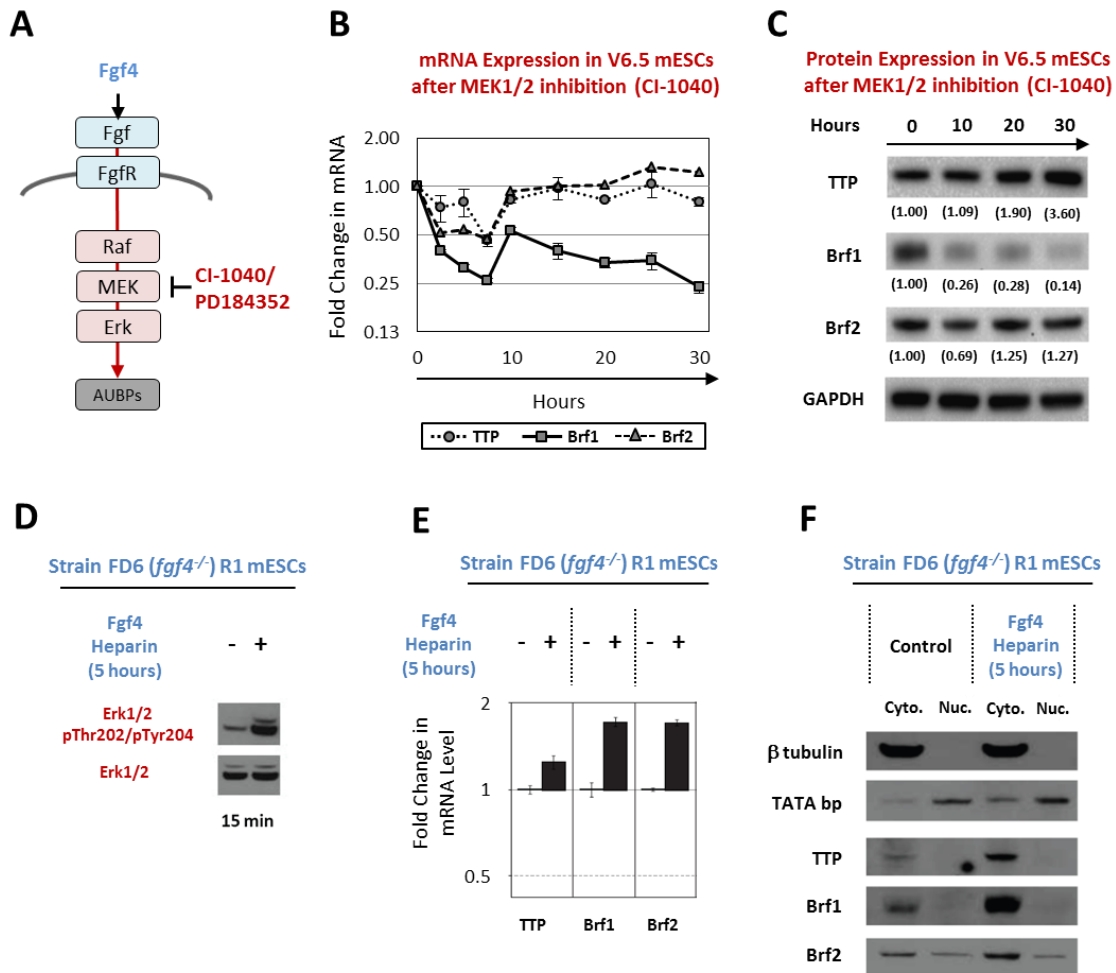 A
Fgf4
Fgf
FgfR
Raf
MEK
CI-1040/
PD184352
Erk
AUBPs
B
mRNA Expression in V6.5 mESCs
after MEK1/2 inhibition (CI-1040)
Fold Change in mRNA
2.00
1.00
0.50
0.25
0.13
0 10 20 30
Hours
TTP Brf1 Brf2
C
Protein Expression in V6.5 mESCs
after MEK1/2 inhibition (CI-1040)
Hours 0 10 20 30
TTP
(1.00) (1.09) (1.90) (3.60)
Brf1
(1.00) (0.26) (0.28) (0.14)
Brf2
(1.00) (0.69) (1.25) (1.27)
GAPDH
D
Strain FD6 (fgf4-/-) R1 mESCs
Fgf4
Heparin
(5 hours)
- +
Erk1/2
pThr202/pTyr204
Erk1/2
15 min
E
Strain FD6 (fgf4-/-) R1 mESCs
Fgf4
Heparin
(5 hours)
- + - + - +
Fold Change in
mRNA Level
2
1
0.5
TTP Brf1 Brf2
F
Strain FD6 (fgf4-/-) R1 mESCs
Control
Fgf4
Heparin
(5 hours)
Cyto. Nuc. Cyto. Nuc.
β tubulin
TATA bp
TTP
Brf1
Brf2